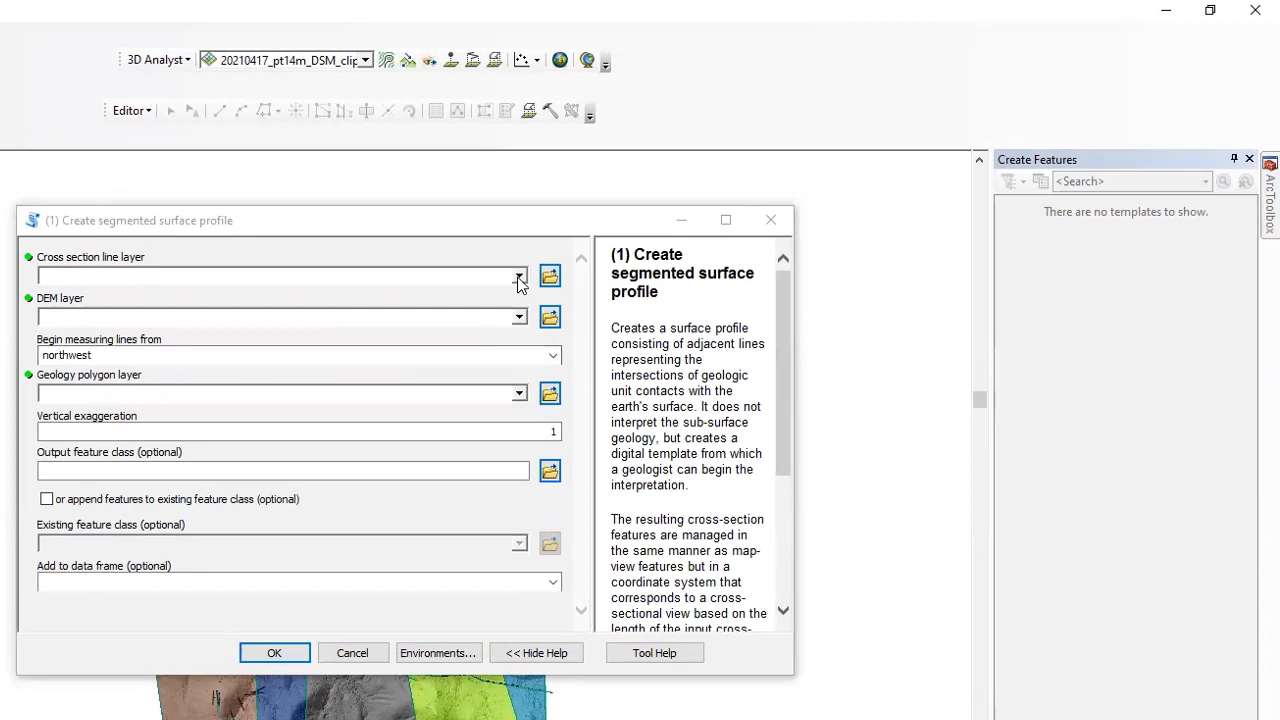 3D Analyst
20210417_pt14m_DSM_clip
Editor
Create Features
<Search>
There are no templates to show.
ArcToolbox
(1) Create segmented surface profile
Cross section line layer
DEM layer
Begin measuring lines from
northwest
Geology polygon layer
Vertical exaggeration
1
Output feature class (optional)
or append features to existing feature class (optional)
Existing feature class (optional)
Add to data frame (optional)
(1) Create
segmented surface
profile
Creates a surface profile
consisting of adjacent lines
representing the
intersections of geologic
unit contacts with the
earth's surface. It does not
interpret the sub-surface
geology, but creates a
digital template from which
a geologist can begin the
interpretation.
The resulting cross-section
features are managed in
the same manner as map-
view features but in a
coordinate system that
corresponds to a cross-
sectional view based on the
length of the input cross-
OK
Cancel
Environments...
<< Hide Help
Tool Help